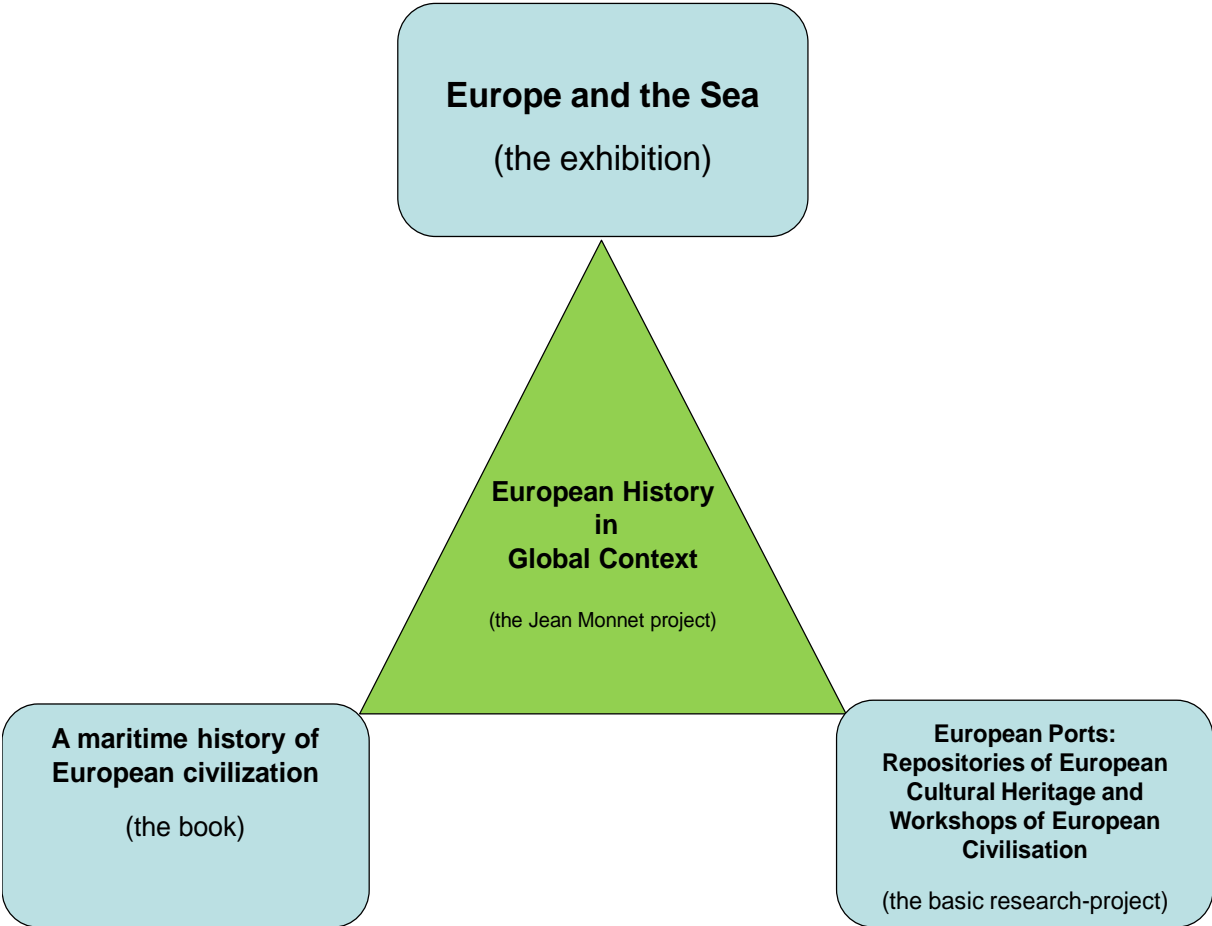 Europe and the Sea
(the exhibition)
European History
in
Global Context
(the Jean Monnet project)
A maritime history of
European civilization
(the book)
European Ports:
Repositories of European
Cultural Heritage and
Workshops of European
Civilisation
(the basic research-project)